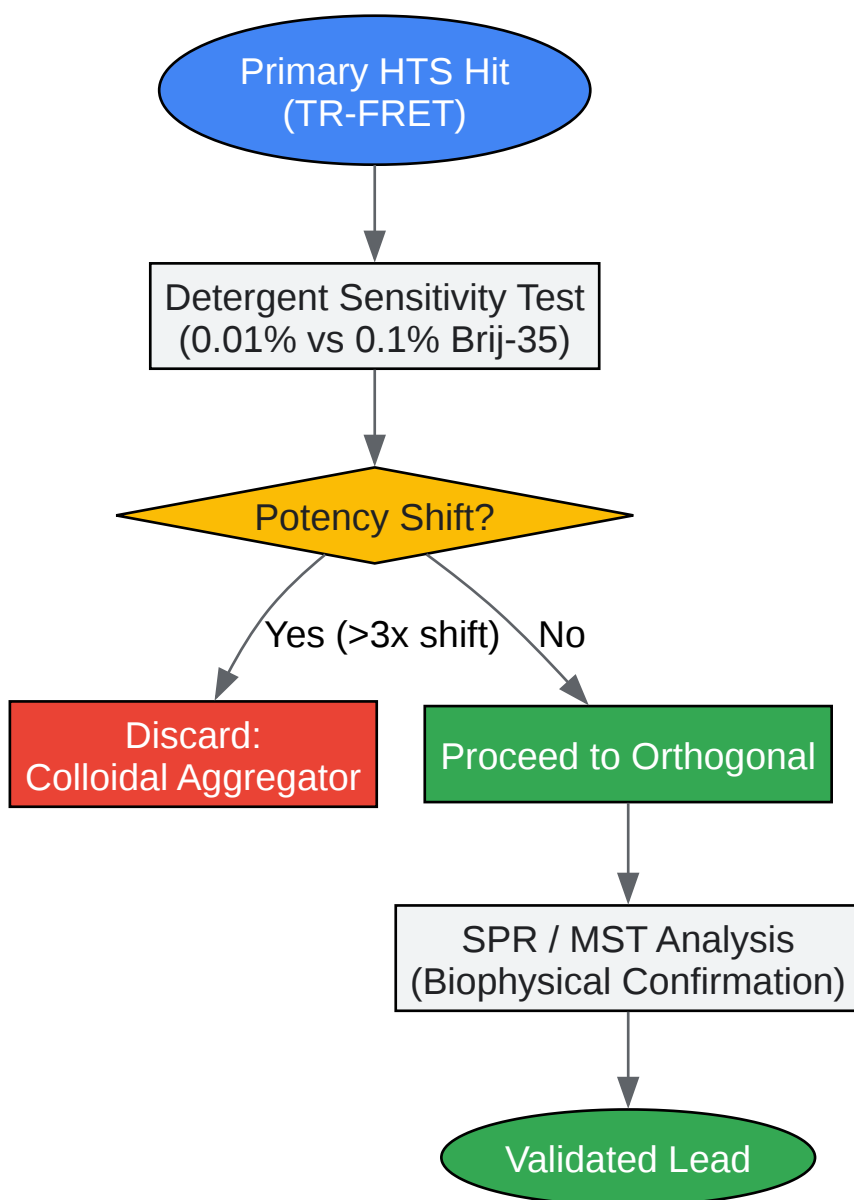 Primary HTS Hit
(TR-FRET)
Detergent Sensitivity Test
(0.01% vs 0.1% Brij-35)
Potency Shift?
Yes (>3x shift)
No
Discard:
Colloidal Aggregator
Proceed to Orthogonal
SPR / MST Analysis
(Biophysical Confirmation)
Validated Lead